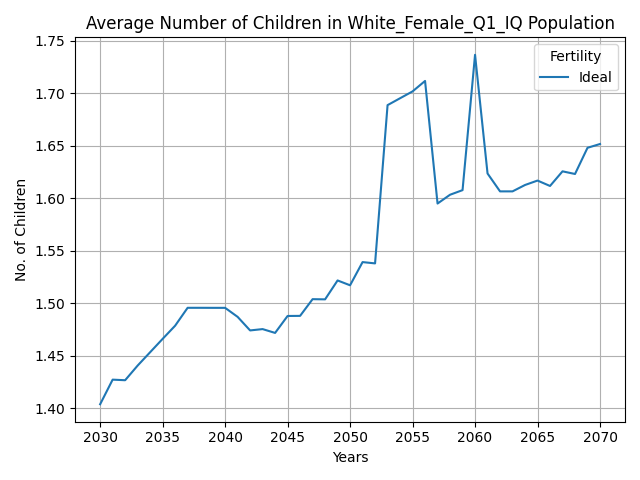 Average Number of Children in White_Female_Q1_IQ Population
Fertility
Ideal
No. of Children
1.75
1.70
1.65
1.60
1.55
1.50
1.45
1.40
2030 2035 2040 2045 2050 2055 2060 2065 2070
Years